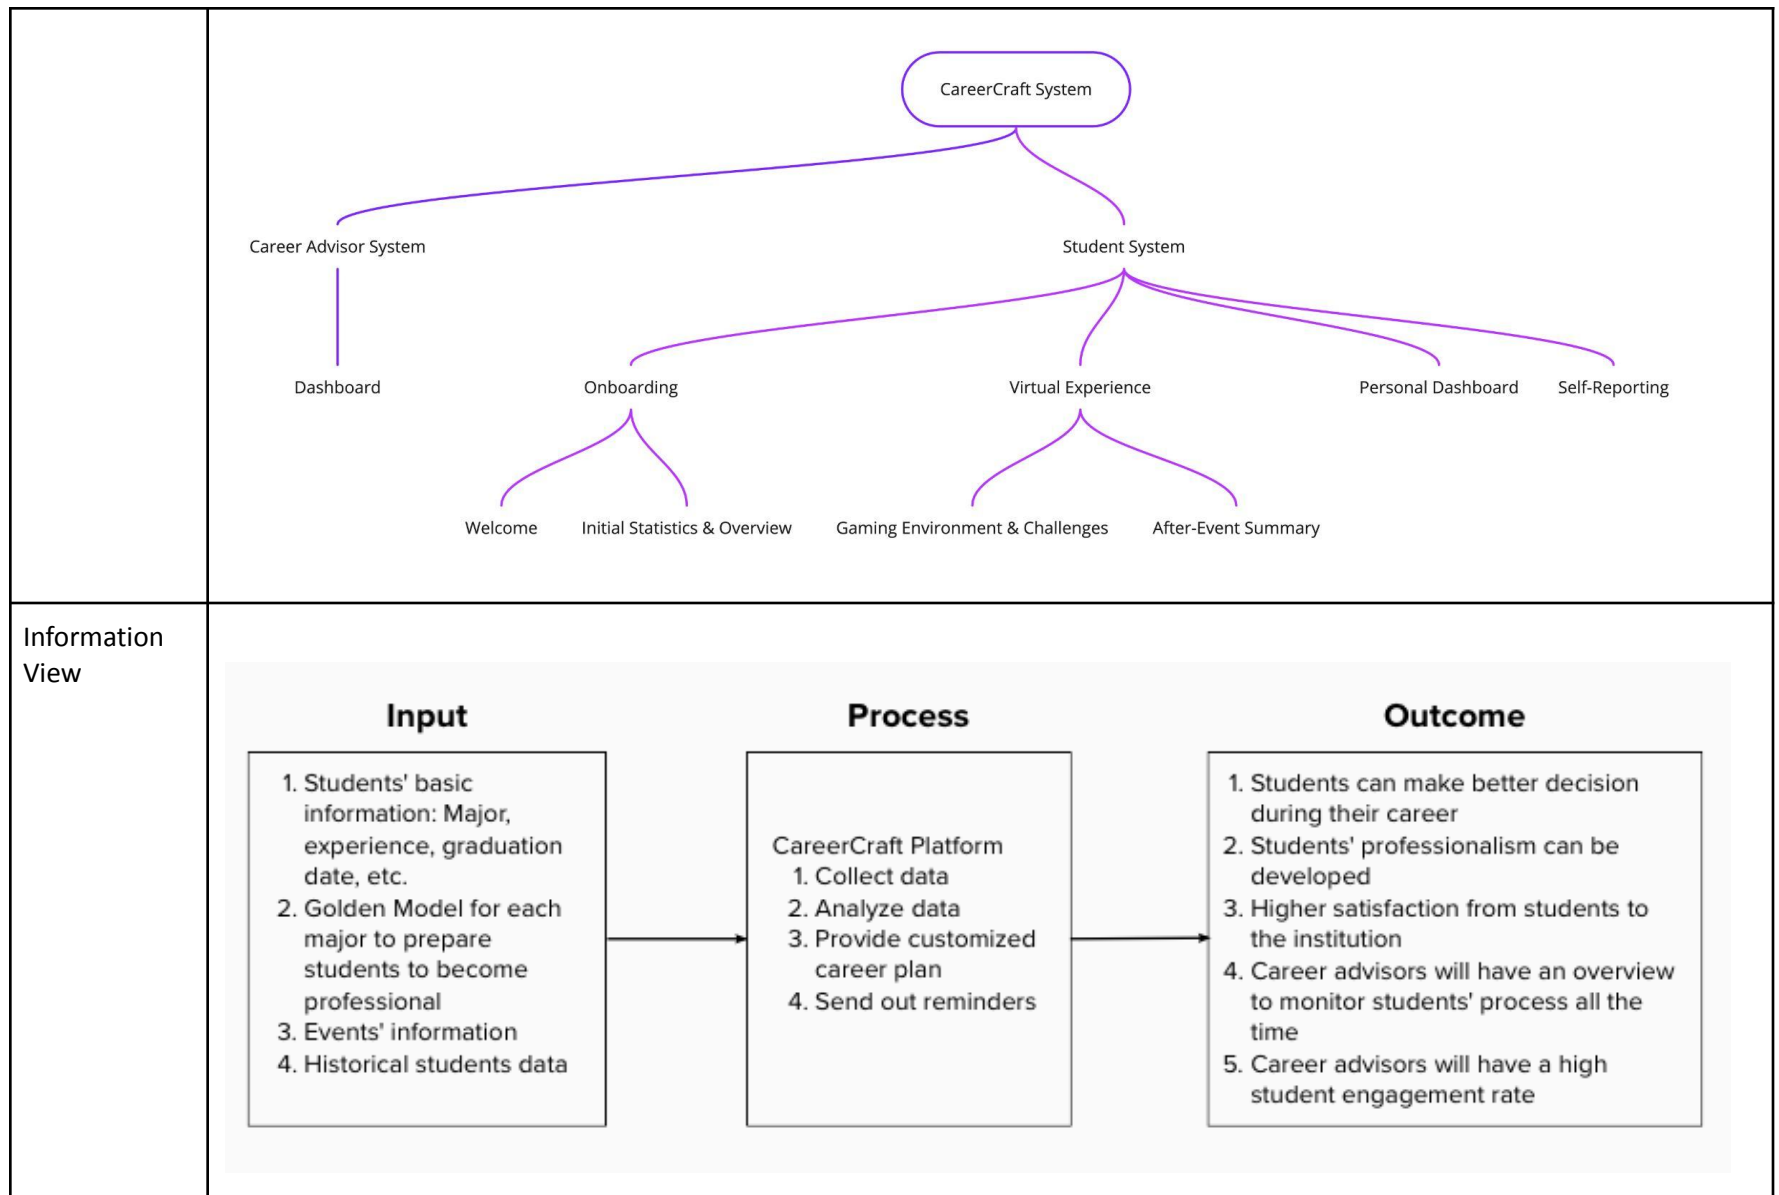 CareerCraft System
Career Advisor System
Student System
Dashboard
Onboarding
Virtual Experience
Personal Dashboard
Self-Reporting
Welcome
Initial Statistics & Overview
Gaming Environment & Challenges
After-Event Summary
Information
View
Input
1. Students' basic
information: Major,
experience, graduation
date, etc.
2. Golden Model for each
major to prepare
students to become
professional
3. Events' information
4. Historical students data
Process
CareerCraft Platform
1. Collect data
2. Analyze data
3. Provide customized
career plan
4. Send out reminders
Outcome
1. Students can make better decision
during their career
2. Students' professionalism can be
developed
3. Higher satisfaction from students to
the institution
4. Career advisors will have an overview
to monitor students' process all the
time
5. Career advisors will have a high
student engagement rate